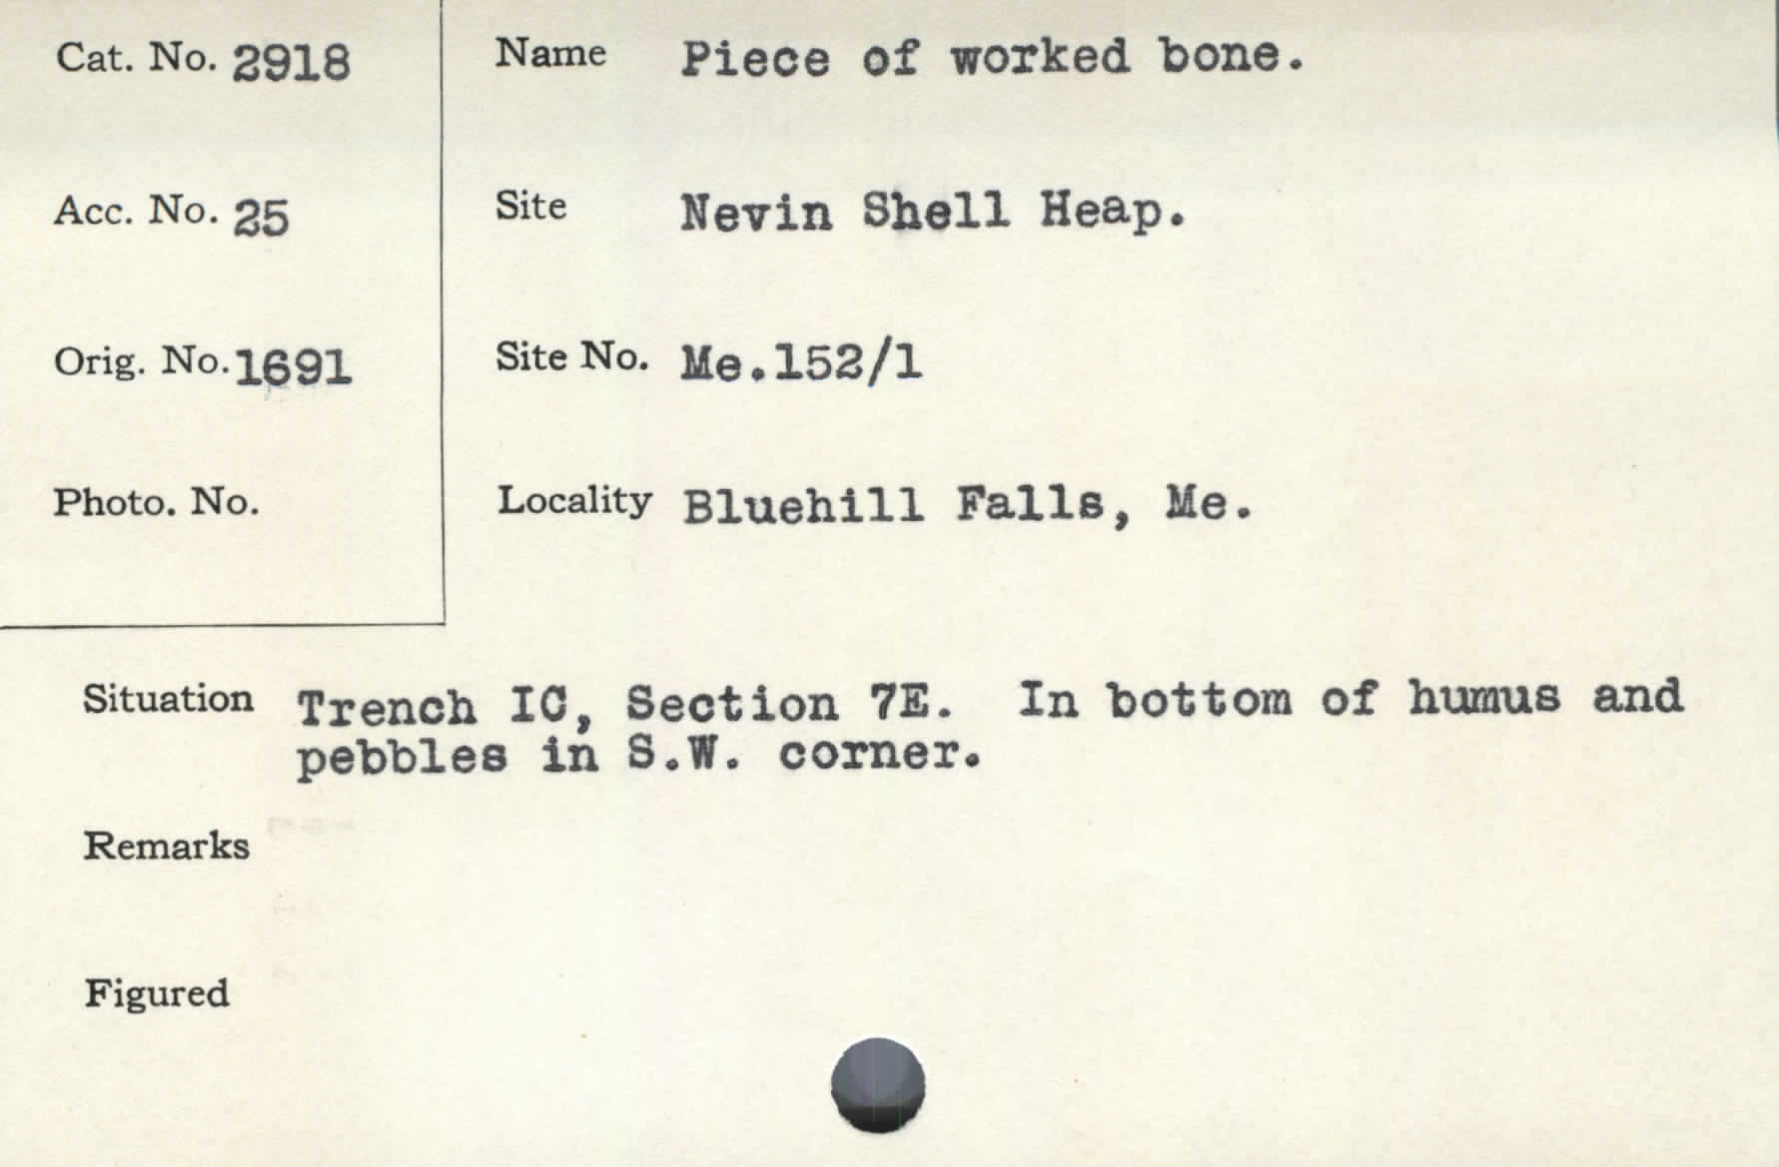 Cat. No. 2918
Name Piece of worked bone.
Acc. No. 25
Site Nevin Shell Heap.
Orig. No. 1691
Site No. Me.152/1
Photo. No.
Locality Bluehill Falls, Me.
Situation Trench IC, Section 7E. In bottom of humus and
pebbles in S.W. corner.
Remarks
Figured